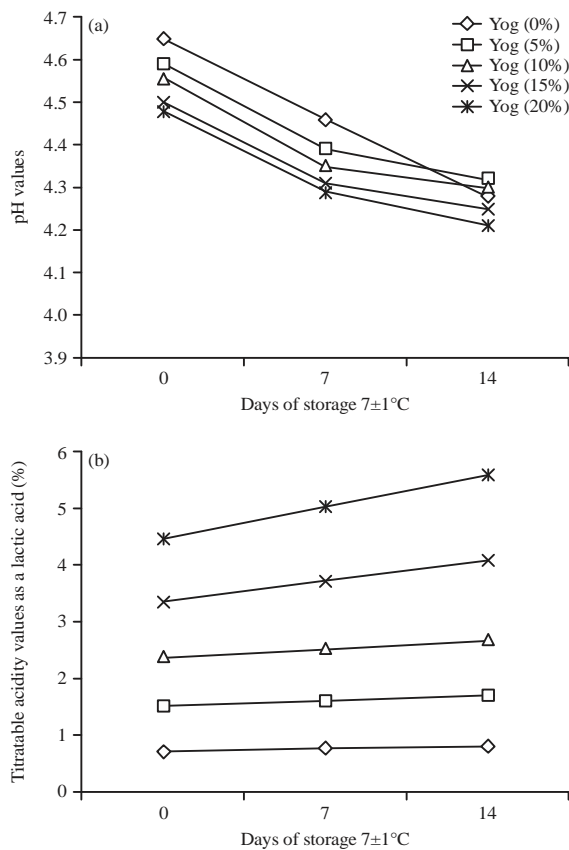 (a)
Yog (0%)
Yog (5%)
Yog (10%)
Yog (15%)
Yog (20%)
4.7
4.6
4.5
4.4
4.3
4.2
4.1
4.0
3.9
pH values
0 7 14
Days of storage 7±1°C
(b)
6
5
4
3
2
1
0
Titratable acidity values as a lactic acid (%)
0 7 14
Days of storage 7±1°C